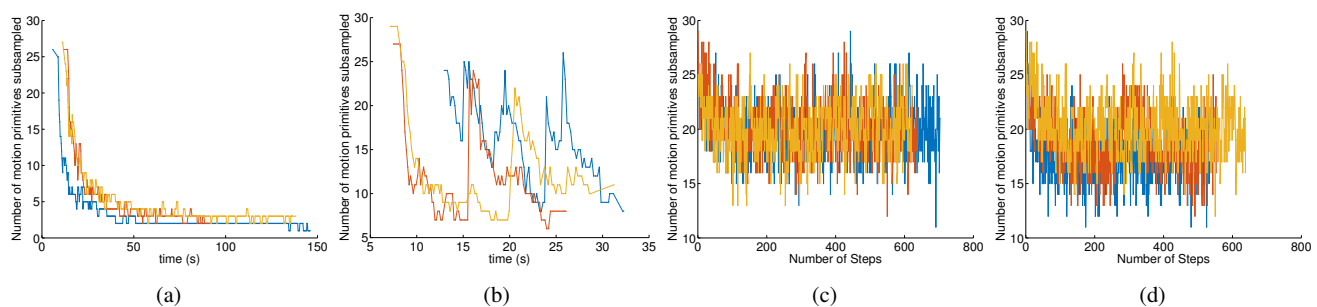 Number of motion primitives subsampled
30
25
20
15
10
5
0
0 50 100 150
time (s)
(a)
Number of motion primitives subsampled
30
25
20
15
10
5
5 10 15 20 25 30 35
time (s)
(b)
Number of motion primitives subsampled
30
25
20
15
10
0 200 400 600 800
Number of Steps
(c)
Number of motion primitives subsampled
30
25
20
15
10
0 200 400 600 800
Number of Steps
(d)